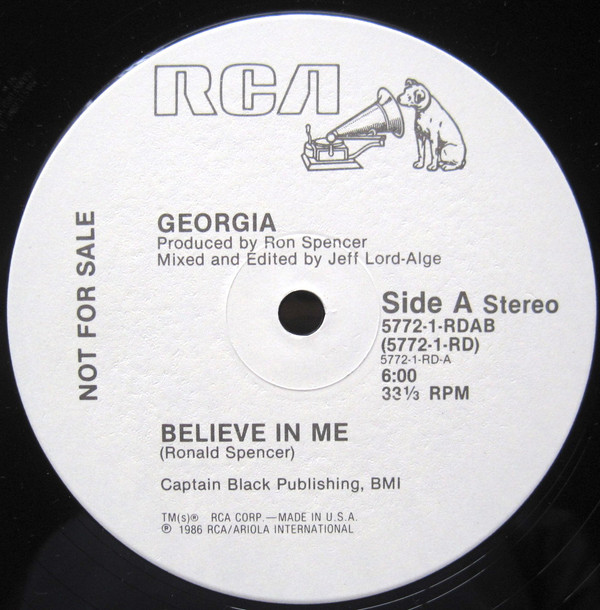 RCA
NOT FOR SALE
GEORGIA
Produced by Ron Spencer
Mixed and Edited by Jeff Lord-Alge
Side A Stereo
5772-1-RDAB
(5772-1-RD)
5772-1-RD-A
6:00
33⅓ RPM
BELIEVE IN ME
(Ronald Spencer)
Captain Black Publishing, BMI
TM(s)® RCA CORP.—MADE IN U.S.A.
℗ 1986 RCA/ARIOLA INTERNATIONAL